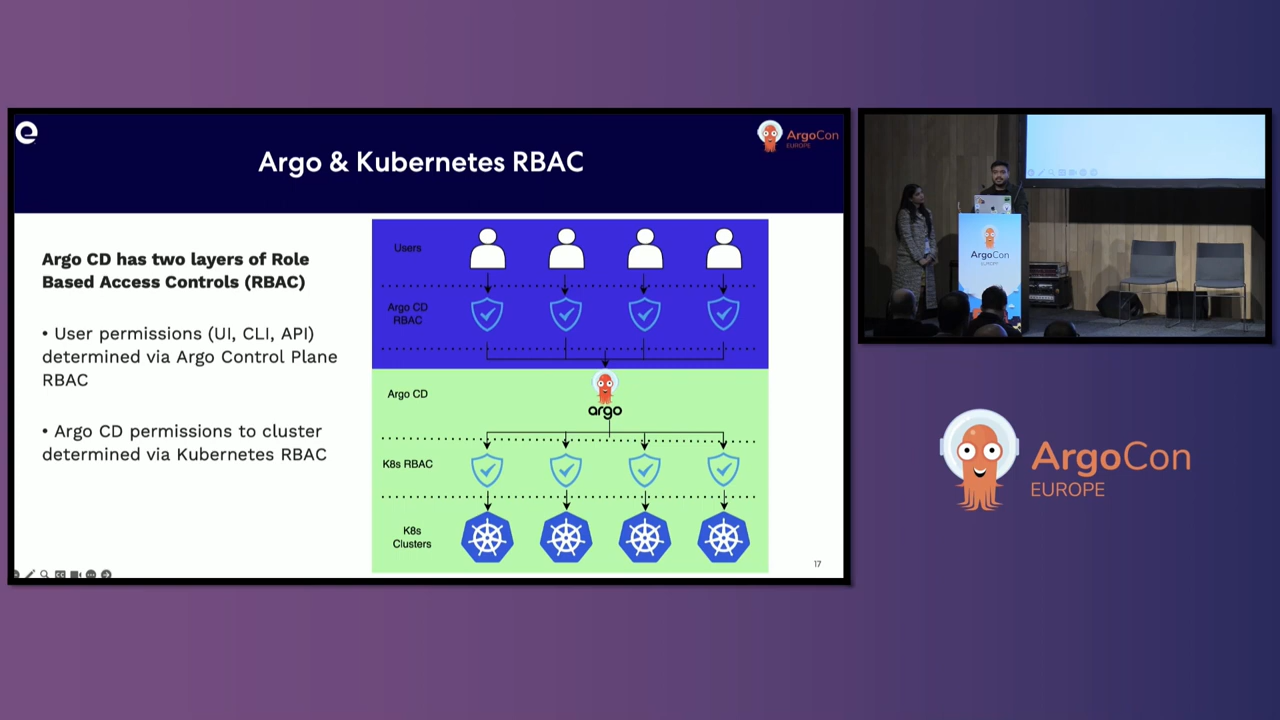 Argo & Kubernetes RBAC
ArgoCon
EUROPE
Argo CD has two layers of Role
Based Access Controls (RBAC)
• User permissions (UI, CLI, API)
determined via Argo Control Plane
RBAC
• Argo CD permissions to cluster
determined via Kubernetes RBAC
Users
Argo CD
RBAC
Argo CD
argo
K8s RBAC
K8s
Clusters
17
ArgoCon
EUROPE
ArgoCon
EUROPE